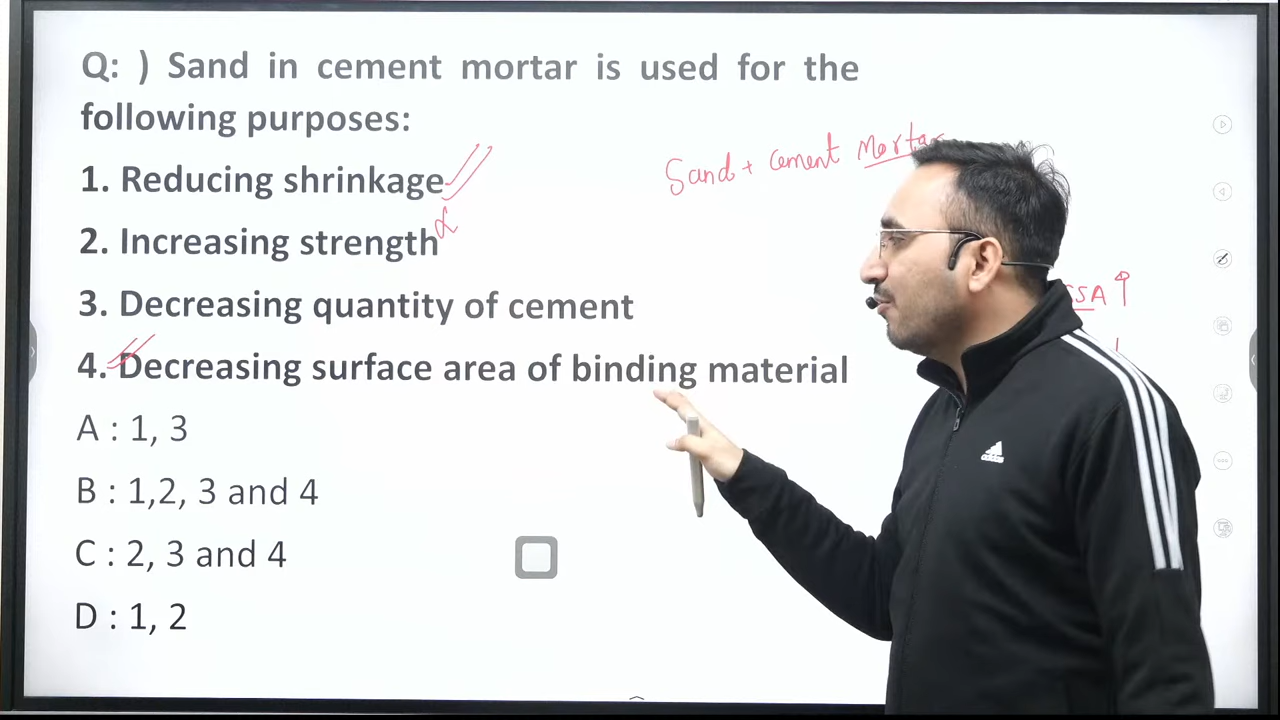 Q: ) Sand in cement mortar is used for the
following purposes:
Sand + Cement Mortar
1. Reducing shrinkage
2. Increasing strength
SSA ↑
3. Decreasing quantity of cement
4. Decreasing surface area of binding material
A : 1, 3
B : 1,2, 3 and 4
C : 2, 3 and 4
D : 1, 2
adidas